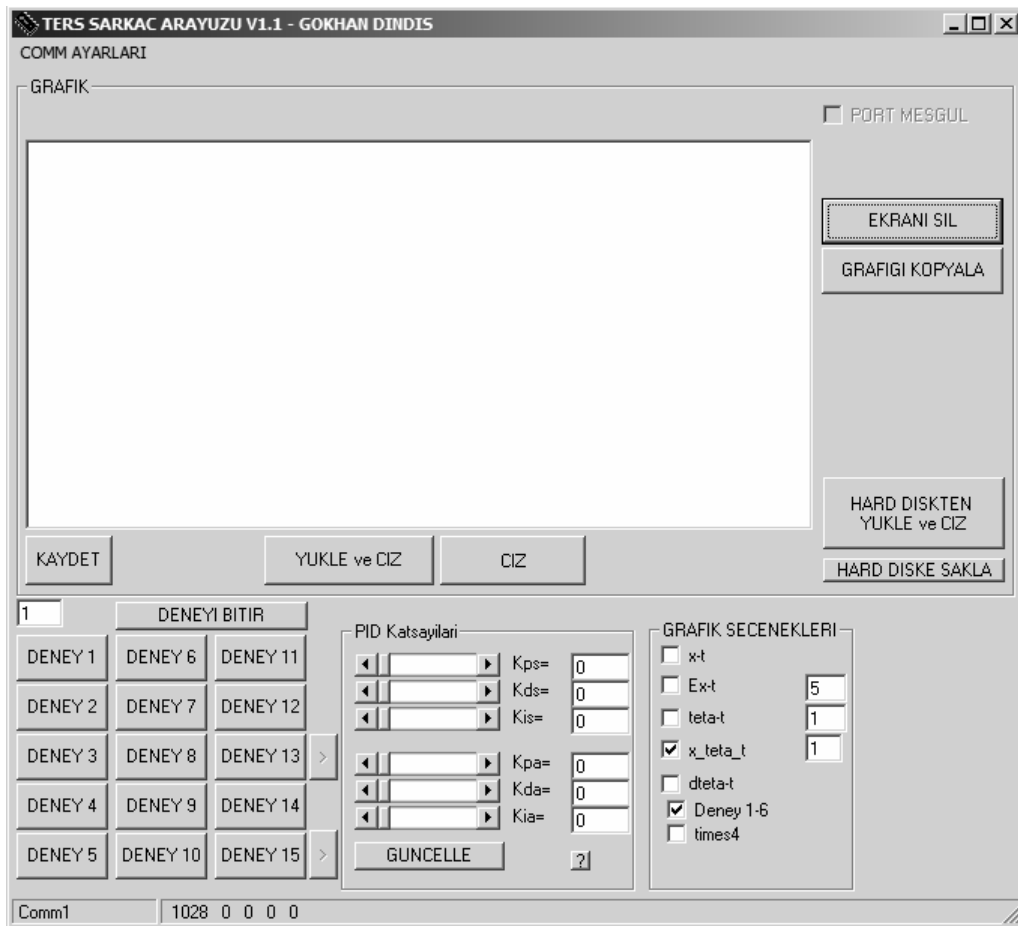 TERS SARKAC ARAYUZU V1.1 - GOKHAN DINDIS
COMM AYARLARI
GRAFIK
PORT MESGUL
EKRANI SIL
GRAFIGI KOPYALA
HARD DISKTEN
YUKLE ve CIZ
KAYDET
YUKLE ve CIZ
CIZ
HARD DISKE SAKLA
1
DENEYI BITIR
DENEY 1
DENEY 6
DENEY 11
DENEY 2
DENEY 7
DENEY 12
DENEY 3
DENEY 8
DENEY 13
>
DENEY 4
DENEY 9
DENEY 14
DENEY 5
DENEY 10
DENEY 15
>
PID Katsayilari
Kps= 0
Kds= 0
Kis= 0
Kpa= 0
Kda= 0
Kia= 0
GUNCELLE
?
GRAFIK SECENEKLERI
x-t
Ex-t 5
teta-t 1
x_teta_t 1
dteta-t
Deney 1-6
times4
Comm1
1028 0 0 0 0